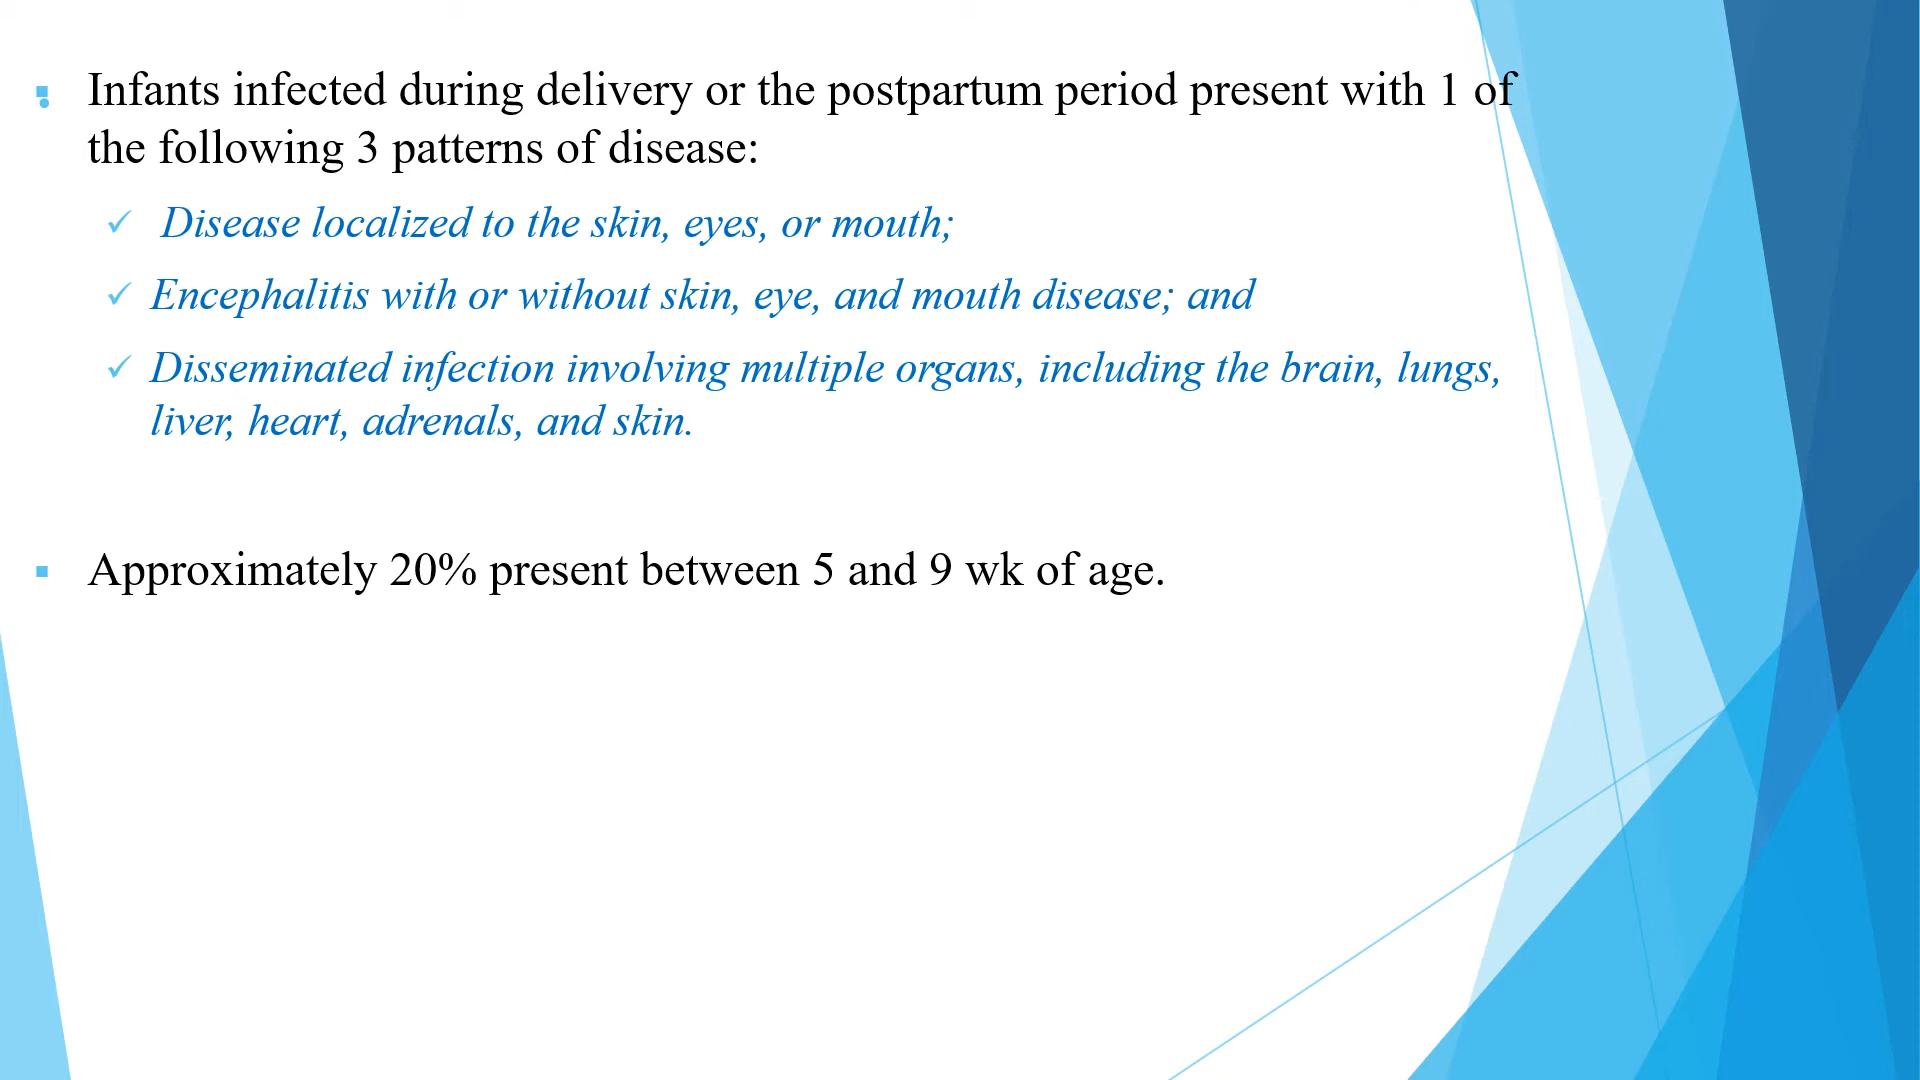 Infants infected during delivery or the postpartum period present with 1 of
the following 3 patterns of disease:
Disease localized to the skin, eyes, or mouth;
Encephalitis with or without skin, eye, and mouth disease; and
Disseminated infection involving multiple organs, including the brain, lungs,
liver, heart, adrenals, and skin.
Approximately 20% present between 5 and 9 wk of age.